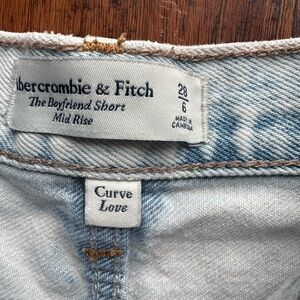 Abercrombie & Fitch
The Boyfriend Short
Mid Rise
28
6
MADE IN
CAMBODIA
Curve
Love